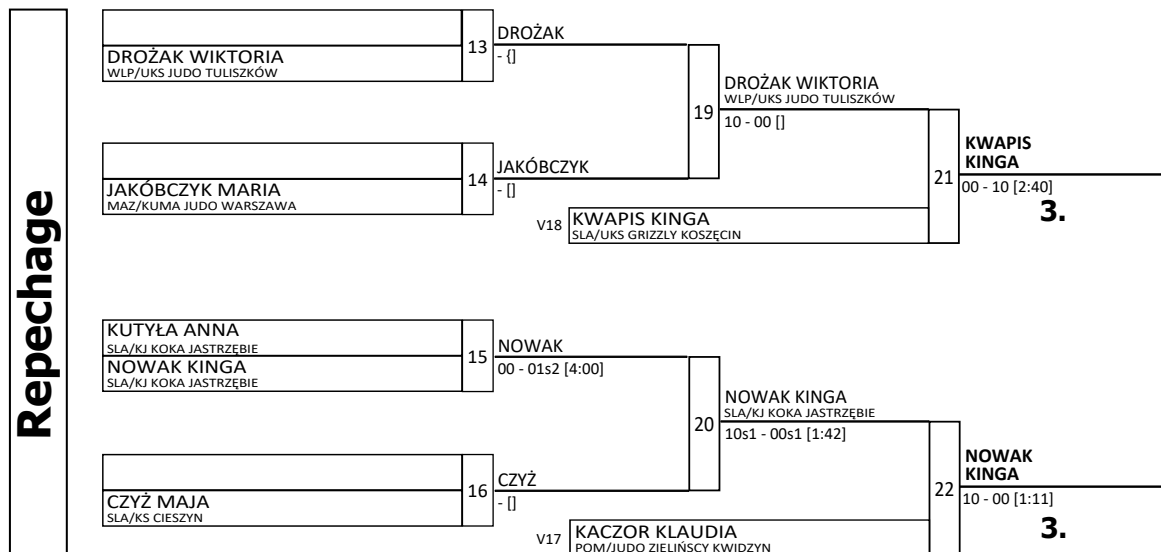 Repechage
DROŻAK WIKTORIA
WLP/UKS JUDO TULISZKÓW
13
DROŻAK
- {]
JAKÓBCZYK MARIA
MAZ/KUMA JUDO WARSZAWA
14
JAKÓBCZYK
- []
19
DROŻAK WIKTORIA
WLP/UKS JUDO TULISZKÓW
10 - 00 []
V18
KWAPIS KINGA
SLA/UKS GRIZZLY KOSZĘCIN
21
KWAPIS
KINGA
00 - 10 [2:40]
3.
KUTYŁA ANNA
SLA/KJ KOKA JASTRZĘBIE
NOWAK KINGA
SLA/KJ KOKA JASTRZĘBIE
15
NOWAK
00 - 01s2 [4:00]
CZYŻ MAJA
SLA/KS CIESZYN
16
CZYŻ
- []
20
NOWAK KINGA
SLA/KJ KOKA JASTRZĘBIE
10s1 - 00s1 [1:42]
V17
KACZOR KLAUDIA
POM/JUDO ZIELIŃSCY KWIDZYN
22
NOWAK
KINGA
10 - 00 [1:11]
3.